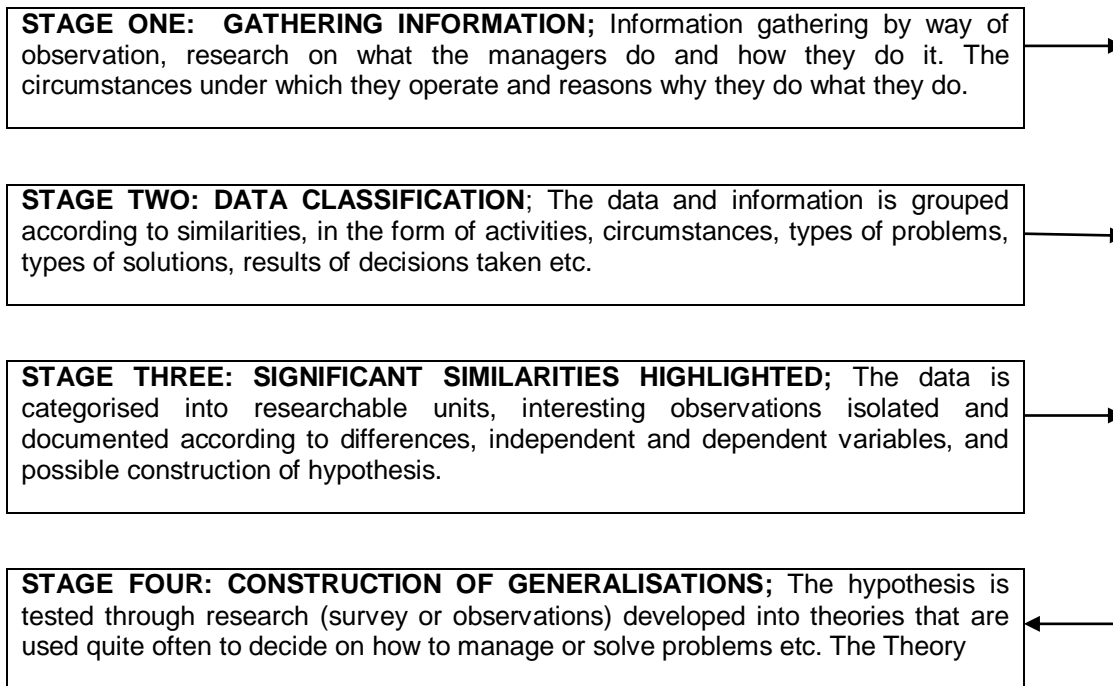 STAGE ONE: GATHERING INFORMATION; Information gathering by way of
observation, research on what the managers do and how they do it. The
circumstances under which they operate and reasons why they do what they do.
STAGE TWO: DATA CLASSIFICATION; The data and information is grouped
according to similarities, in the form of activities, circumstances, types of problems,
types of solutions, results of decisions taken etc.
STAGE THREE: SIGNIFICANT SIMILARITIES HIGHLIGHTED; The data is
categorised into researchable units, interesting observations isolated and
documented according to differences, independent and dependent variables, and
possible construction of hypothesis.
STAGE FOUR: CONSTRUCTION OF GENERALISATIONS; The hypothesis is
tested through research (survey or observations) developed into theories that are
used quite often to decide on how to manage or solve problems etc. The Theory